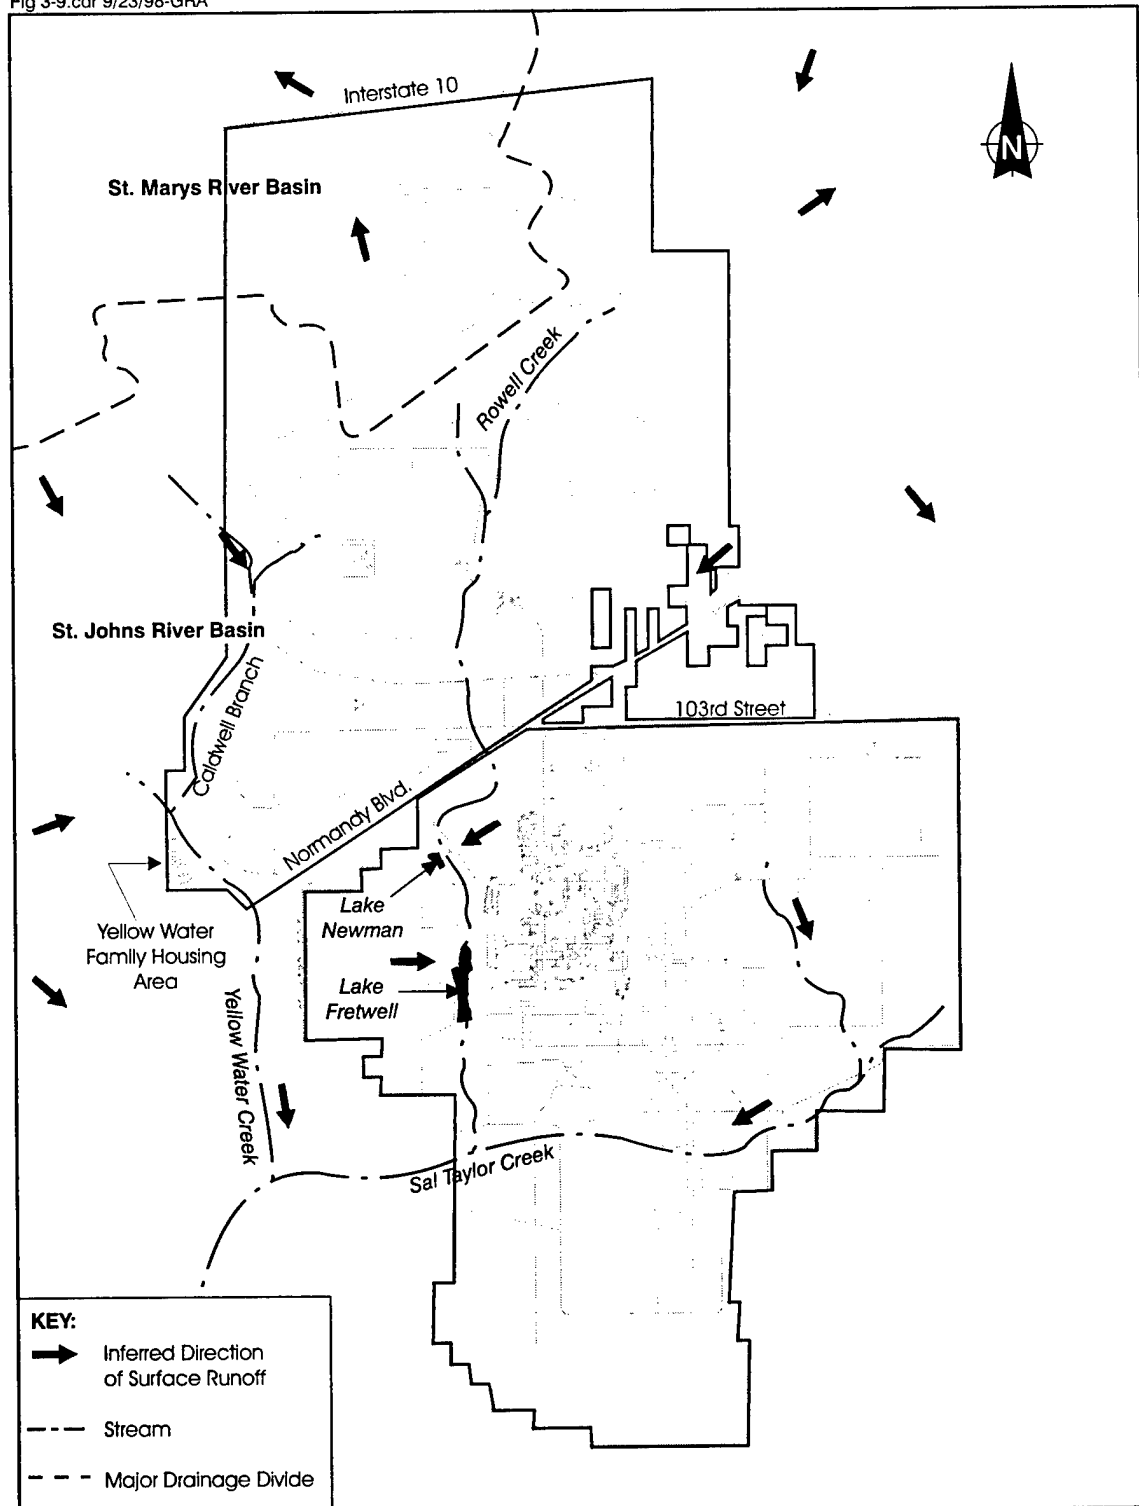 Fig 3-9.cdr 9/23/98-GRA
Interstate 10
N
St. Marys River Basin
Rowell Creek
St. Johns River Basin
Caldwell Branch
103rd Street
Normandy Blvd.
Lake
Newman
Yellow Water
Family Housing
Area
Lake
Fretwell
Yellow Water Creek
Sal Taylor Creek
KEY:
Inferred Direction
of Surface Runoff
Stream
Major Drainage Divide